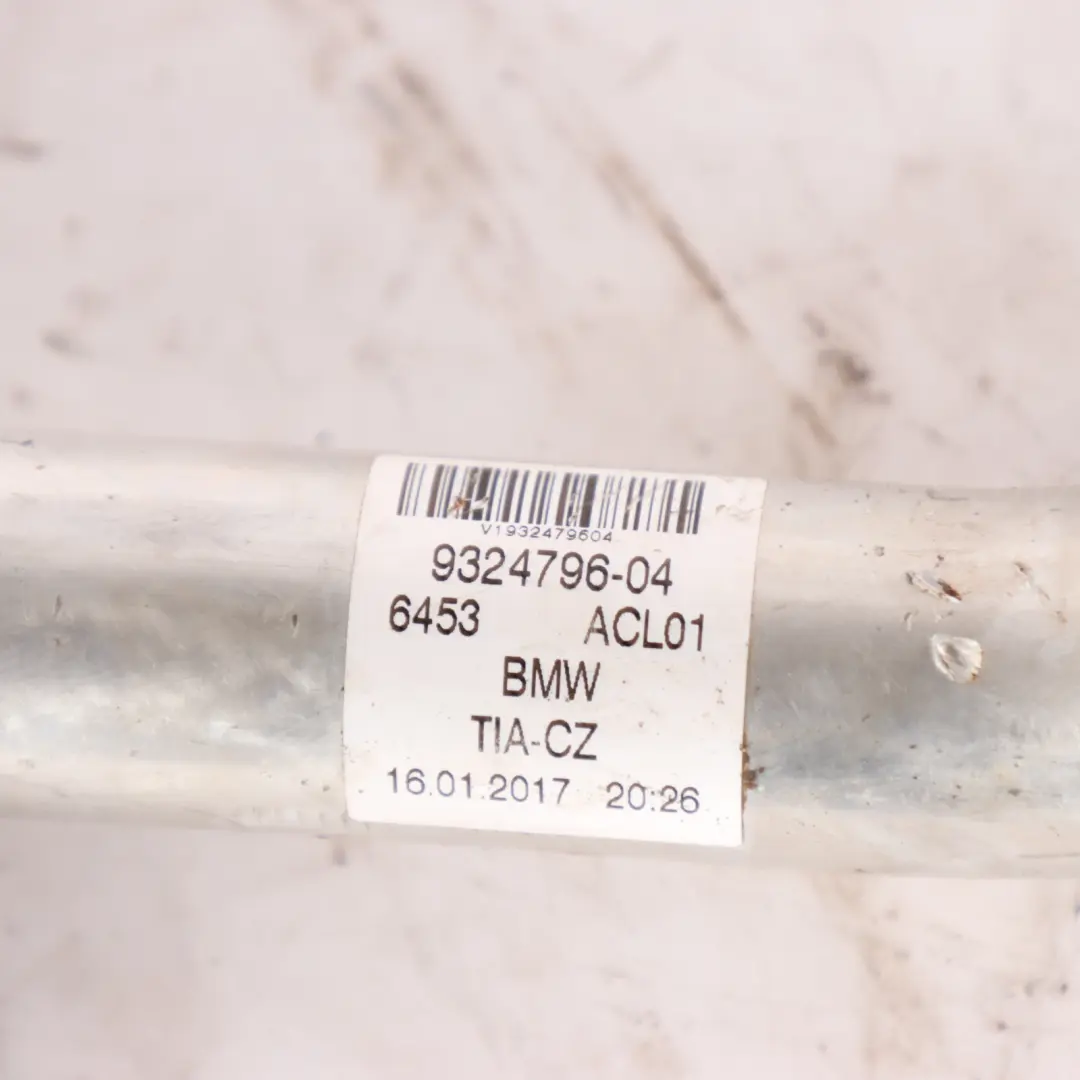 V1932479604
9324796-04
6453 ACL01
BMW
TIA-CZ
16.01.2017 20:26